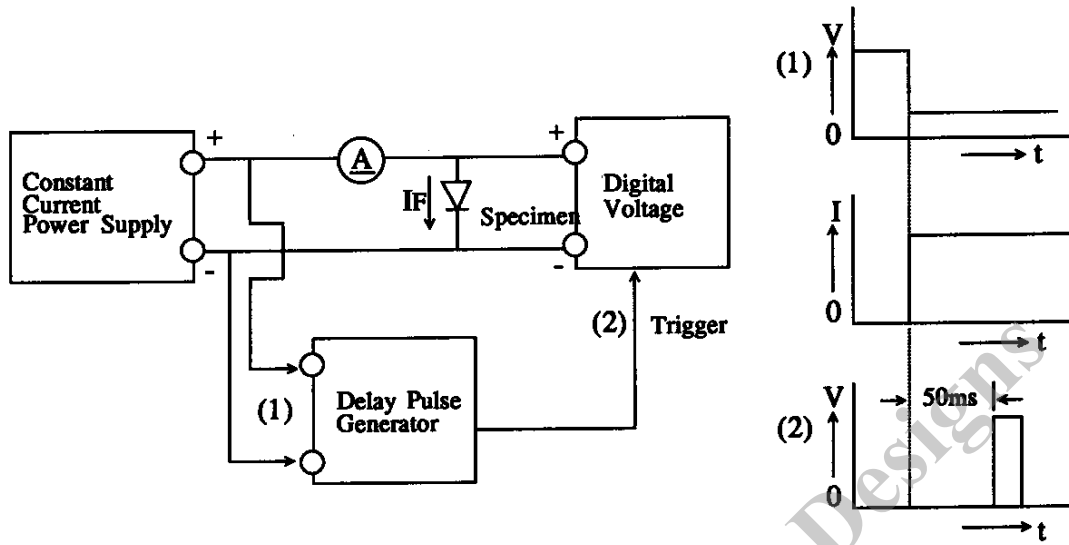 Constant
Current
Power Supply
+
-
A
IF
Specimen
+
-
Digital
Voltage
(2)
Trigger
(1)
Delay Pulse
Generator
(1)
V
0
t
I
0
t
(2)
V
50ms
0
t
Designs